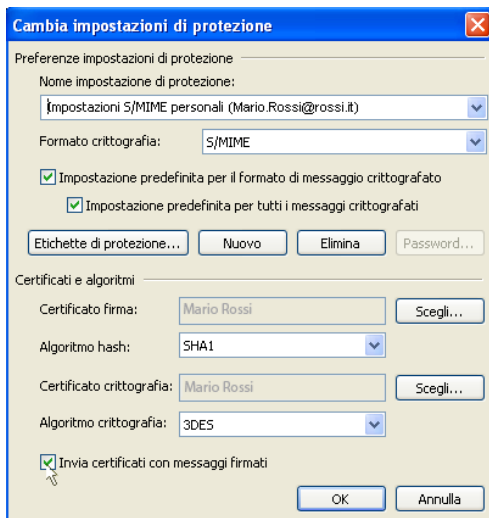 Cambia impostazioni di protezione
Preferenze impostazioni di protezione
Nome impostazione di protezione:
Impostazioni S/MIME personali (Mario.Rossi@rossi.it)
Formato crittografia: S/MIME
Impostazione predefinita per il formato di messaggio crittografato
Impostazione predefinita per tutti i messaggi crittografati
Etichette di protezione... Nuovo Elimina Password...
Certificati e algoritmi
Certificato firma: Mario Rossi Scegli...
Algoritmo hash: SHA1
Certificato crittografia: Mario Rossi Scegli...
Algoritmo crittografia: 3DES
Invia certificati con messaggi firmati
OK Annulla